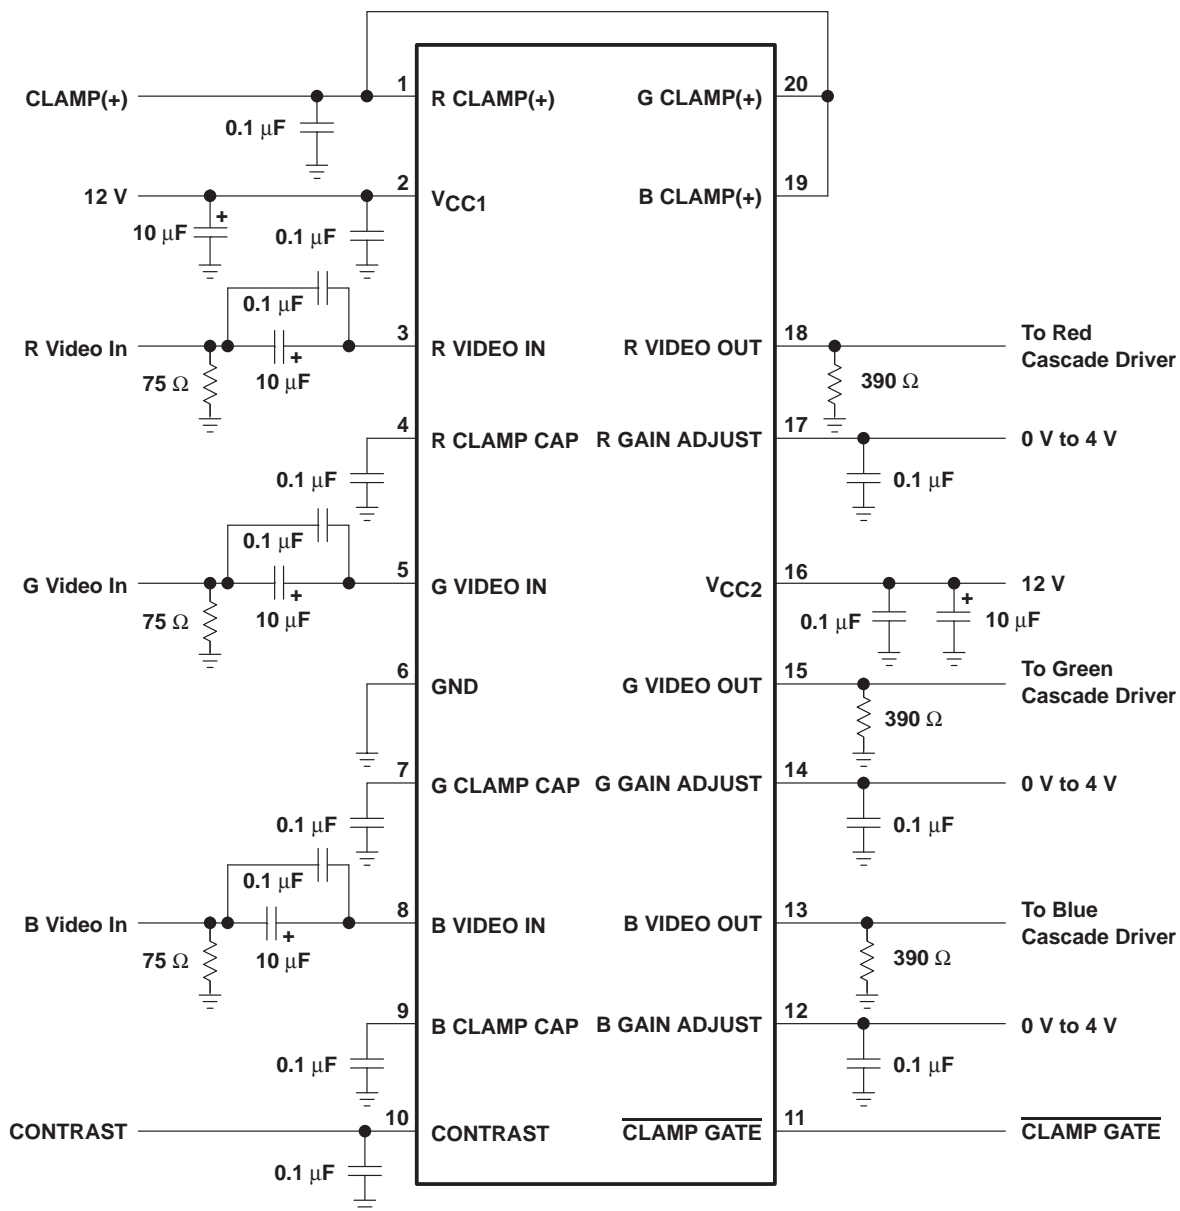 1
20
CLAMP(+)
R CLAMP(+)
G CLAMP(+)
0.1 μF
2
19
12 V
VCC1
B CLAMP(+)
+
10 μF
0.1 μF
0.1 μF
3
18
To Red
Cascade Driver
R Video In
R VIDEO IN
R VIDEO OUT
+
75 Ω
10 μF
390 Ω
4
17
R CLAMP CAP
R GAIN ADJUST
0 V to 4 V
0.1 μF
0.1 μF
0.1 μF
5
16
G Video In
G VIDEO IN
VCC2
12 V
+
+
75 Ω
10 μF
0.1 μF
10 μF
6
15
To Green
Cascade Driver
GND
G VIDEO OUT
390 Ω
7
14
G CLAMP CAP
G GAIN ADJUST
0 V to 4 V
0.1 μF
0.1 μF
0.1 μF
8
13
To Blue
Cascade Driver
B Video In
B VIDEO IN
B VIDEO OUT
+
75 Ω
10 μF
390 Ω
9
12
B CLAMP CAP
B GAIN ADJUST
0 V to 4 V
0.1 μF
0.1 μF
10
11
CONTRAST
CONTRAST
CLAMP GATE
CLAMP GATE
0.1 μF